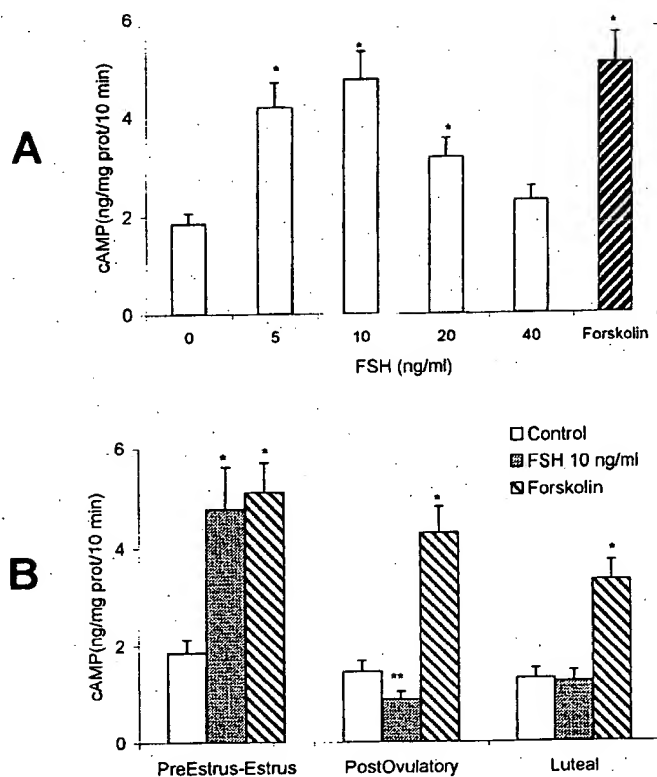 A
cAMP(ng/mg prot/10 min)
6
4
2
0
*
*
*
*
0 5 10 20 40 Forskolin
FSH (ng/ml)
B
cAMP(ng/mg prot/10 min)
6
4
2
0
Control
FSH 10 ng/ml
Forskolin
*
*
**
*
*
PreEstrus-Estrus PostOvulatory Luteal